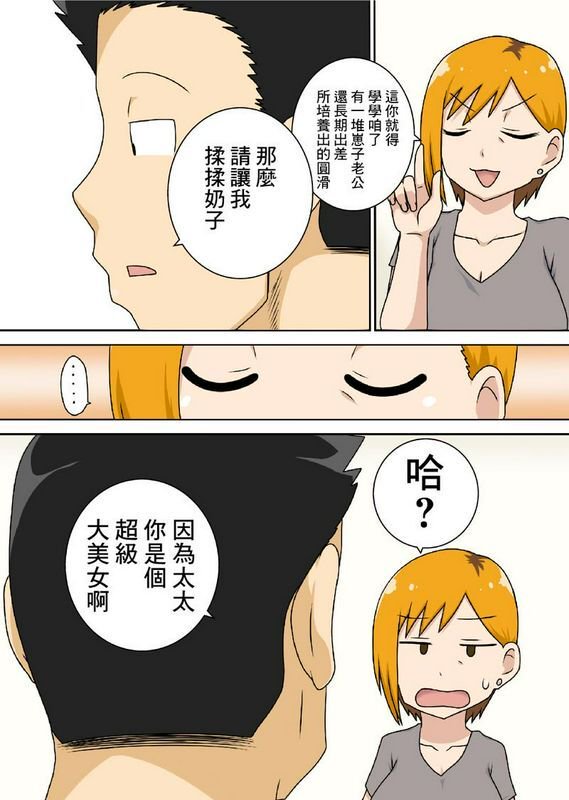 這你就得
學學咱了
有一堆崽子老公
還長期出差
所培養出的圓滑
那麼
請讓我
揉揉奶子
......
哈?
因為太太
你是個
超級
大美女啊